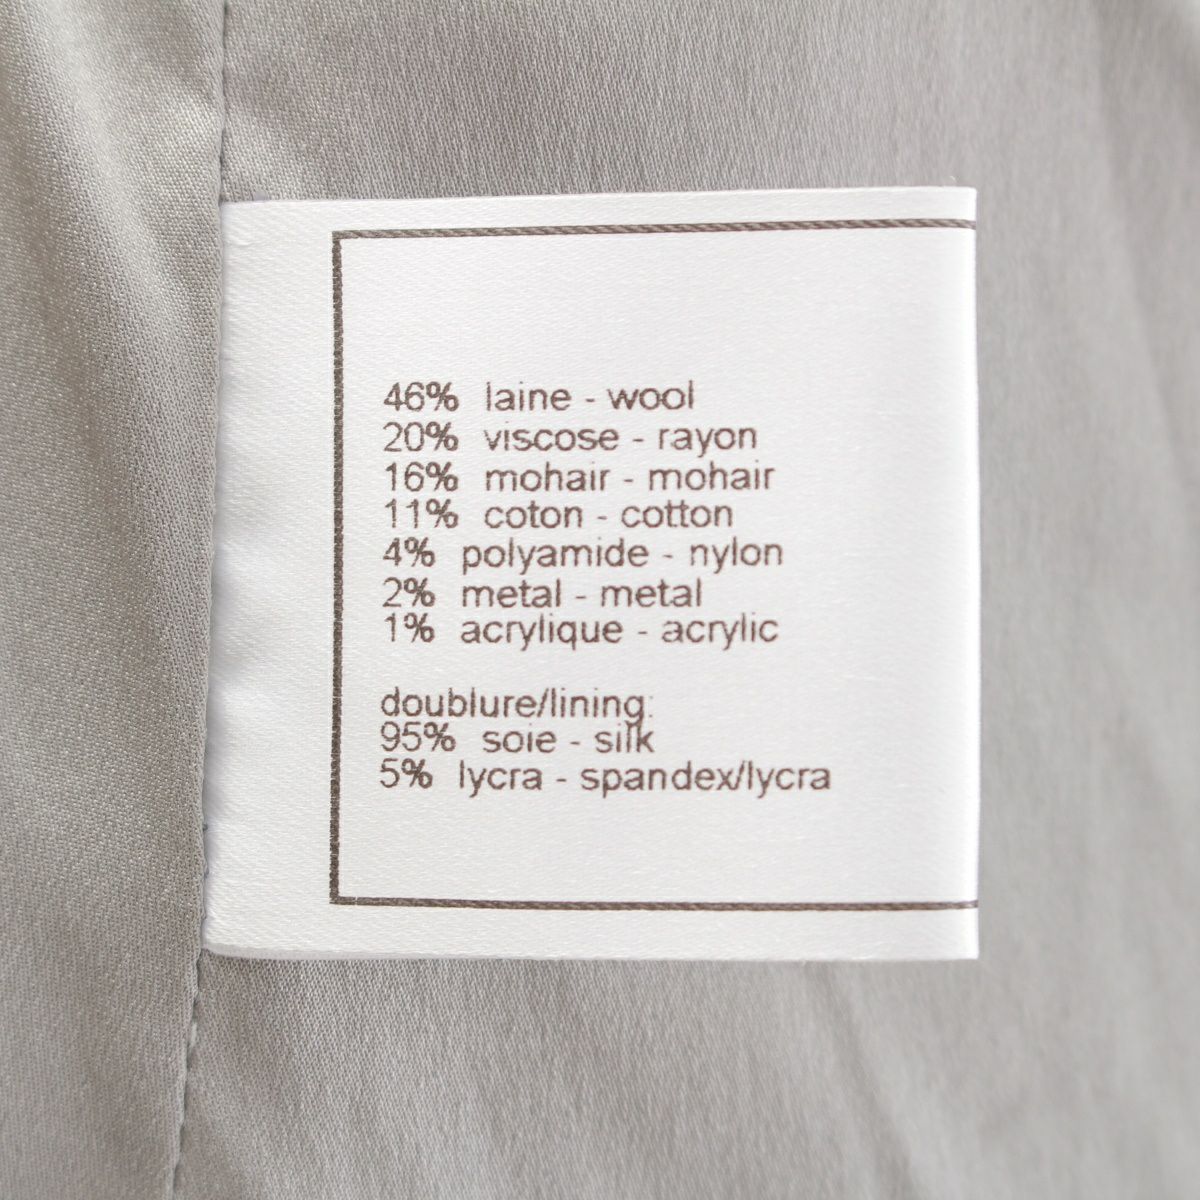 46% laine - wool
20% viscose - rayon
16% mohair - mohair
11% coton - cotton
4% polyamide - nylon
2% metal - metal
1% acrylique - acrylic
doublure/lining:
95% soie - silk
5% lycra - spandex/lycra